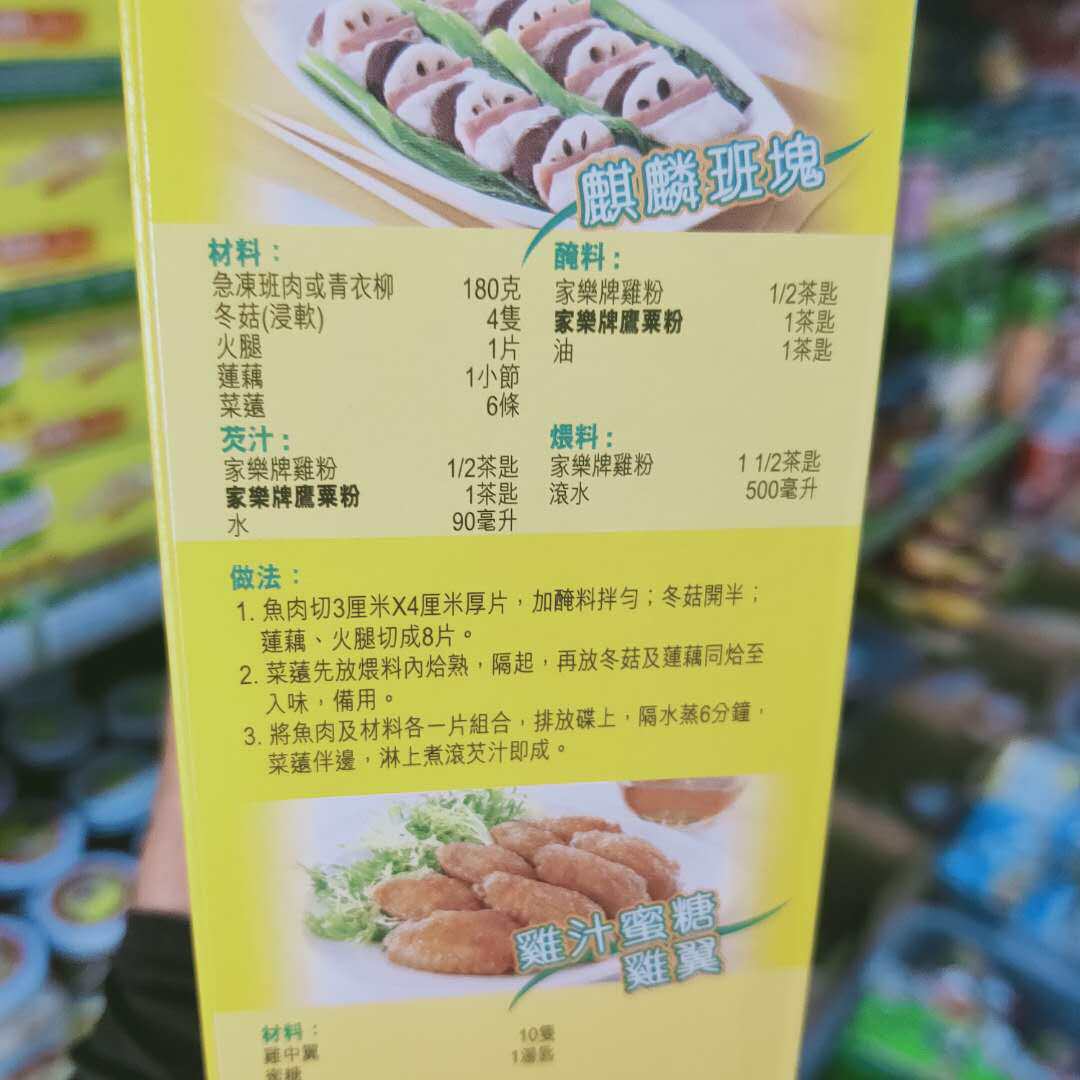 麒麟班塊
材料：
急凍班肉或青衣柳 180克
冬菇(浸軟) 4隻
火腿 1片
蓮藕 1小節
菜薳 6條
醃料：
家樂牌雞粉 1/2茶匙
家樂牌鷹粟粉 1茶匙
油 1茶匙
芡汁：
家樂牌雞粉 1/2茶匙
家樂牌鷹粟粉 1茶匙
水 90毫升
煨料：
家樂牌雞粉 1 1/2茶匙
滾水 500毫升
做法：
1. 魚肉切3厘米X4厘米厚片，加醃料拌勻；冬菇開半；
蓮藕、火腿切成8片。
2. 菜薳先放煨料內烚熟，隔起，再放冬菇及蓮藕同烚至
入味，備用。
3. 將魚肉及材料各一片組合，排放碟上，隔水蒸6分鐘，
菜薳伴邊，淋上煮滾芡汁即成。
雞汁蜜糖
雞翼
材料：
雞中翼 10隻
蜜糖 1湯匙